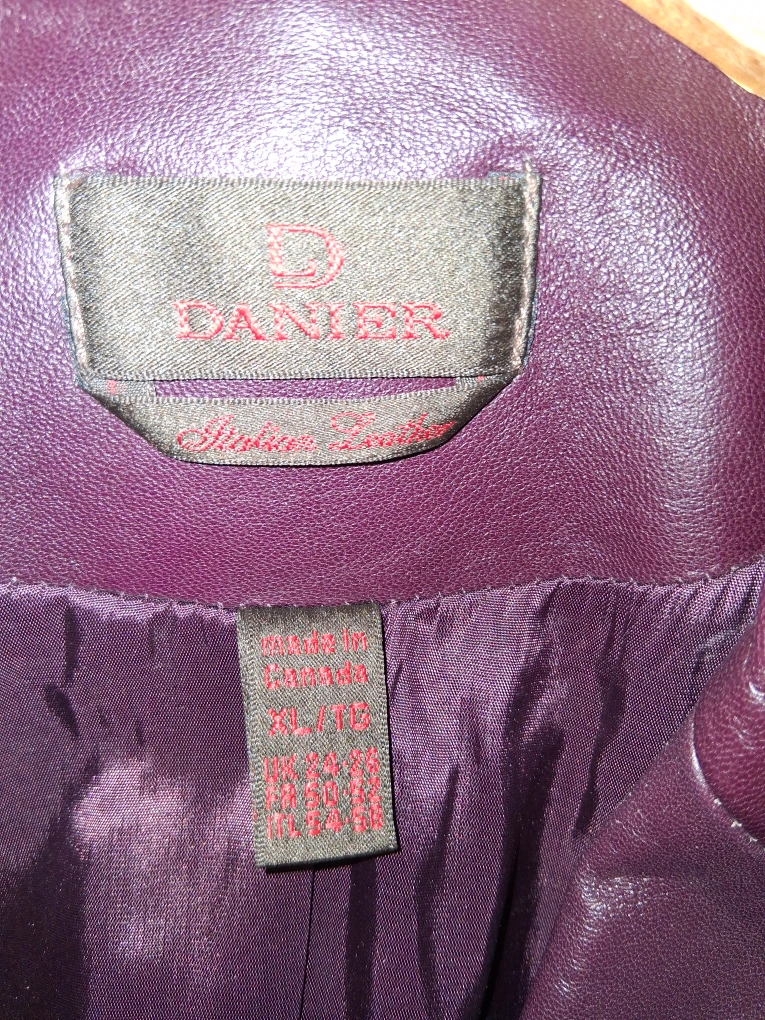 D
DANIER
Italian Leather
made in
Canada
XL/TG
UK 24-26
FR 50-52
ITL 54-56